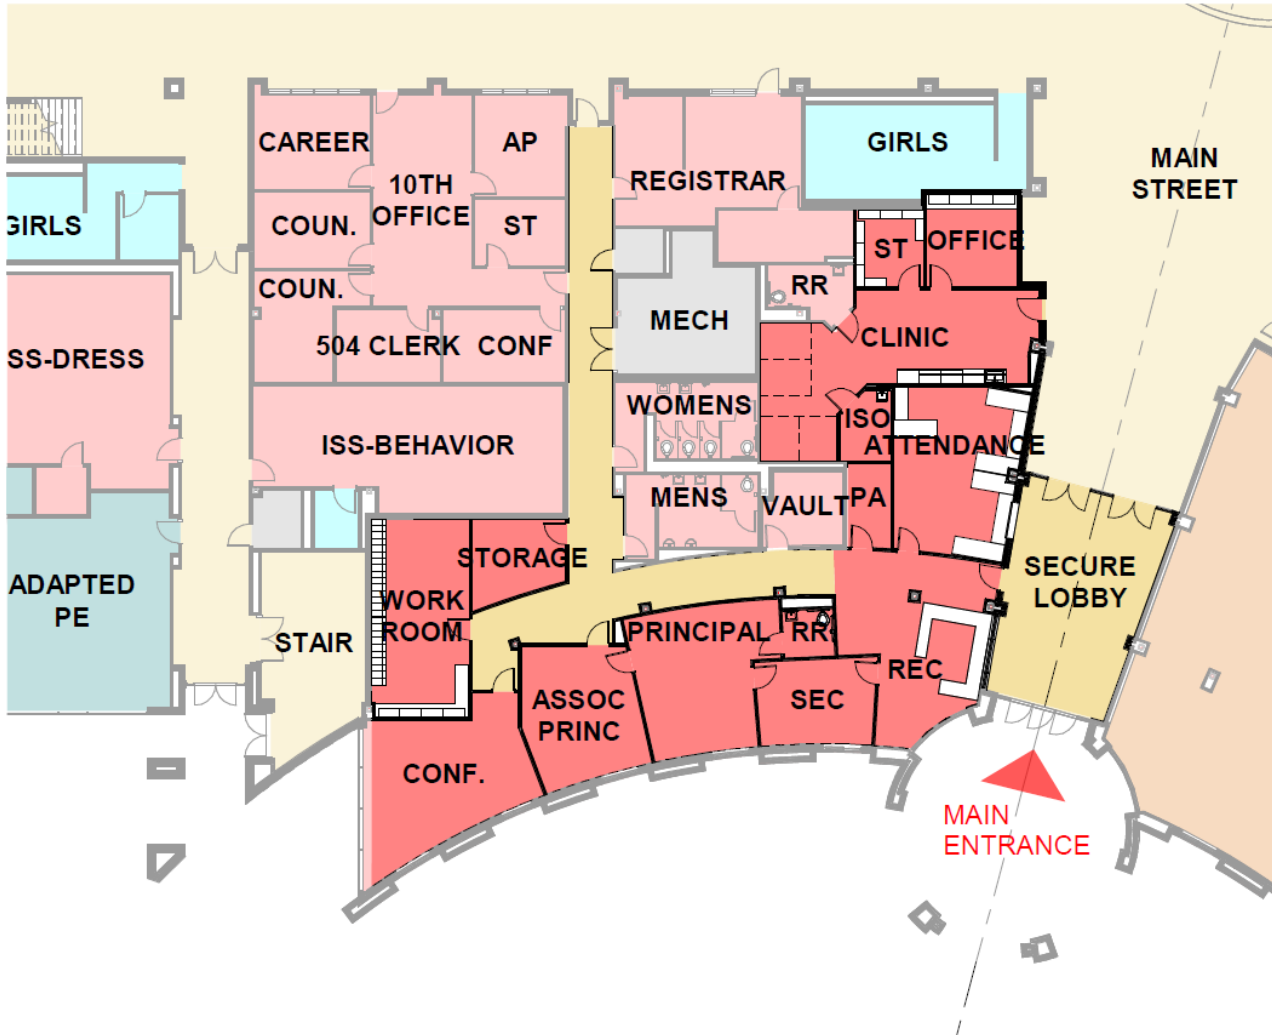 CAREER
AP
GIRLS
MAIN
STREET
10TH
OFFICE
REGISTRAR
GIRLS
COUN.
ST
ST
OFFICE
COUN.
RR
MECH
CLINIC
504 CLERK
CONF
SS-DRESS
WOMENS
ISO
ISS-BEHAVIOR
ATTENDANCE
MENS
VAULT
PA
STORAGE
SECURE
LOBBY
ADAPTED
PE
WORK
ROOM
STAIR
PRINCIPAL
RR
REC
ASSOC
PRINC
SEC
CONF.
MAIN
ENTRANCE